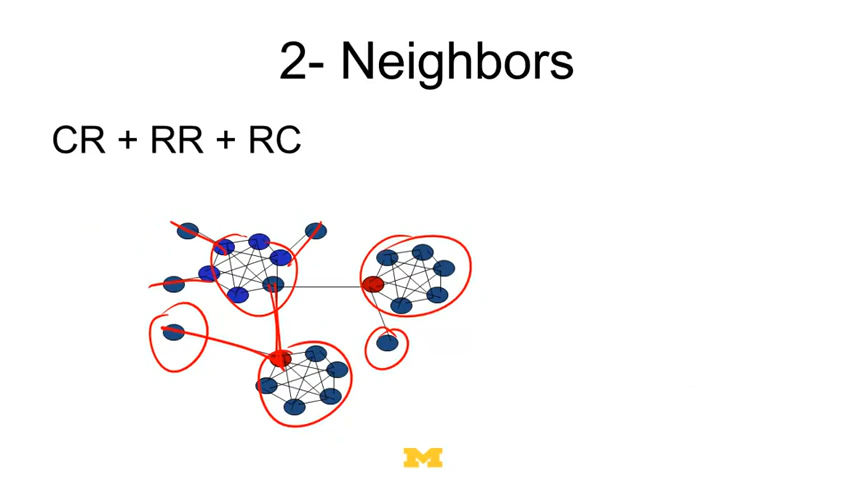 2- Neighbors
CR + RR + RC
M